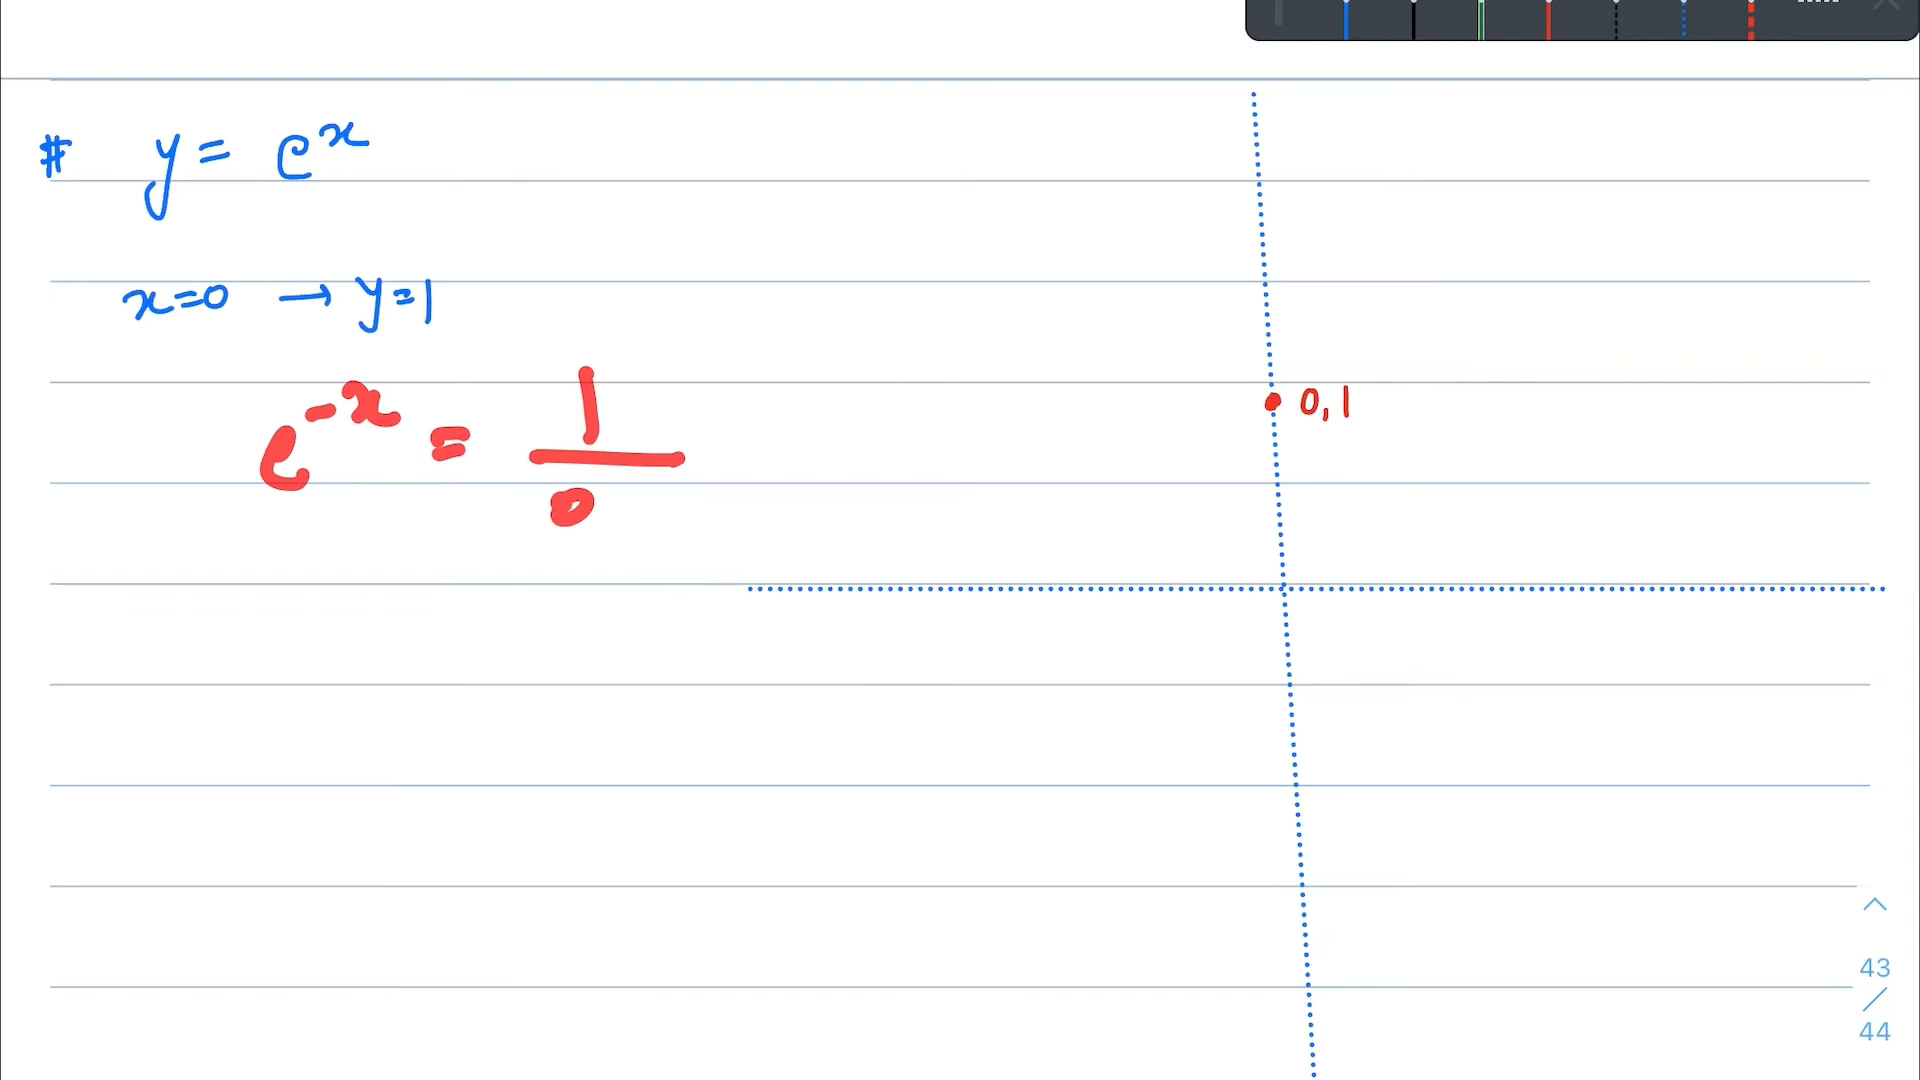 # y = e^x
x=0 → y=1
e^-x = 1/0
0,1
43
/
44